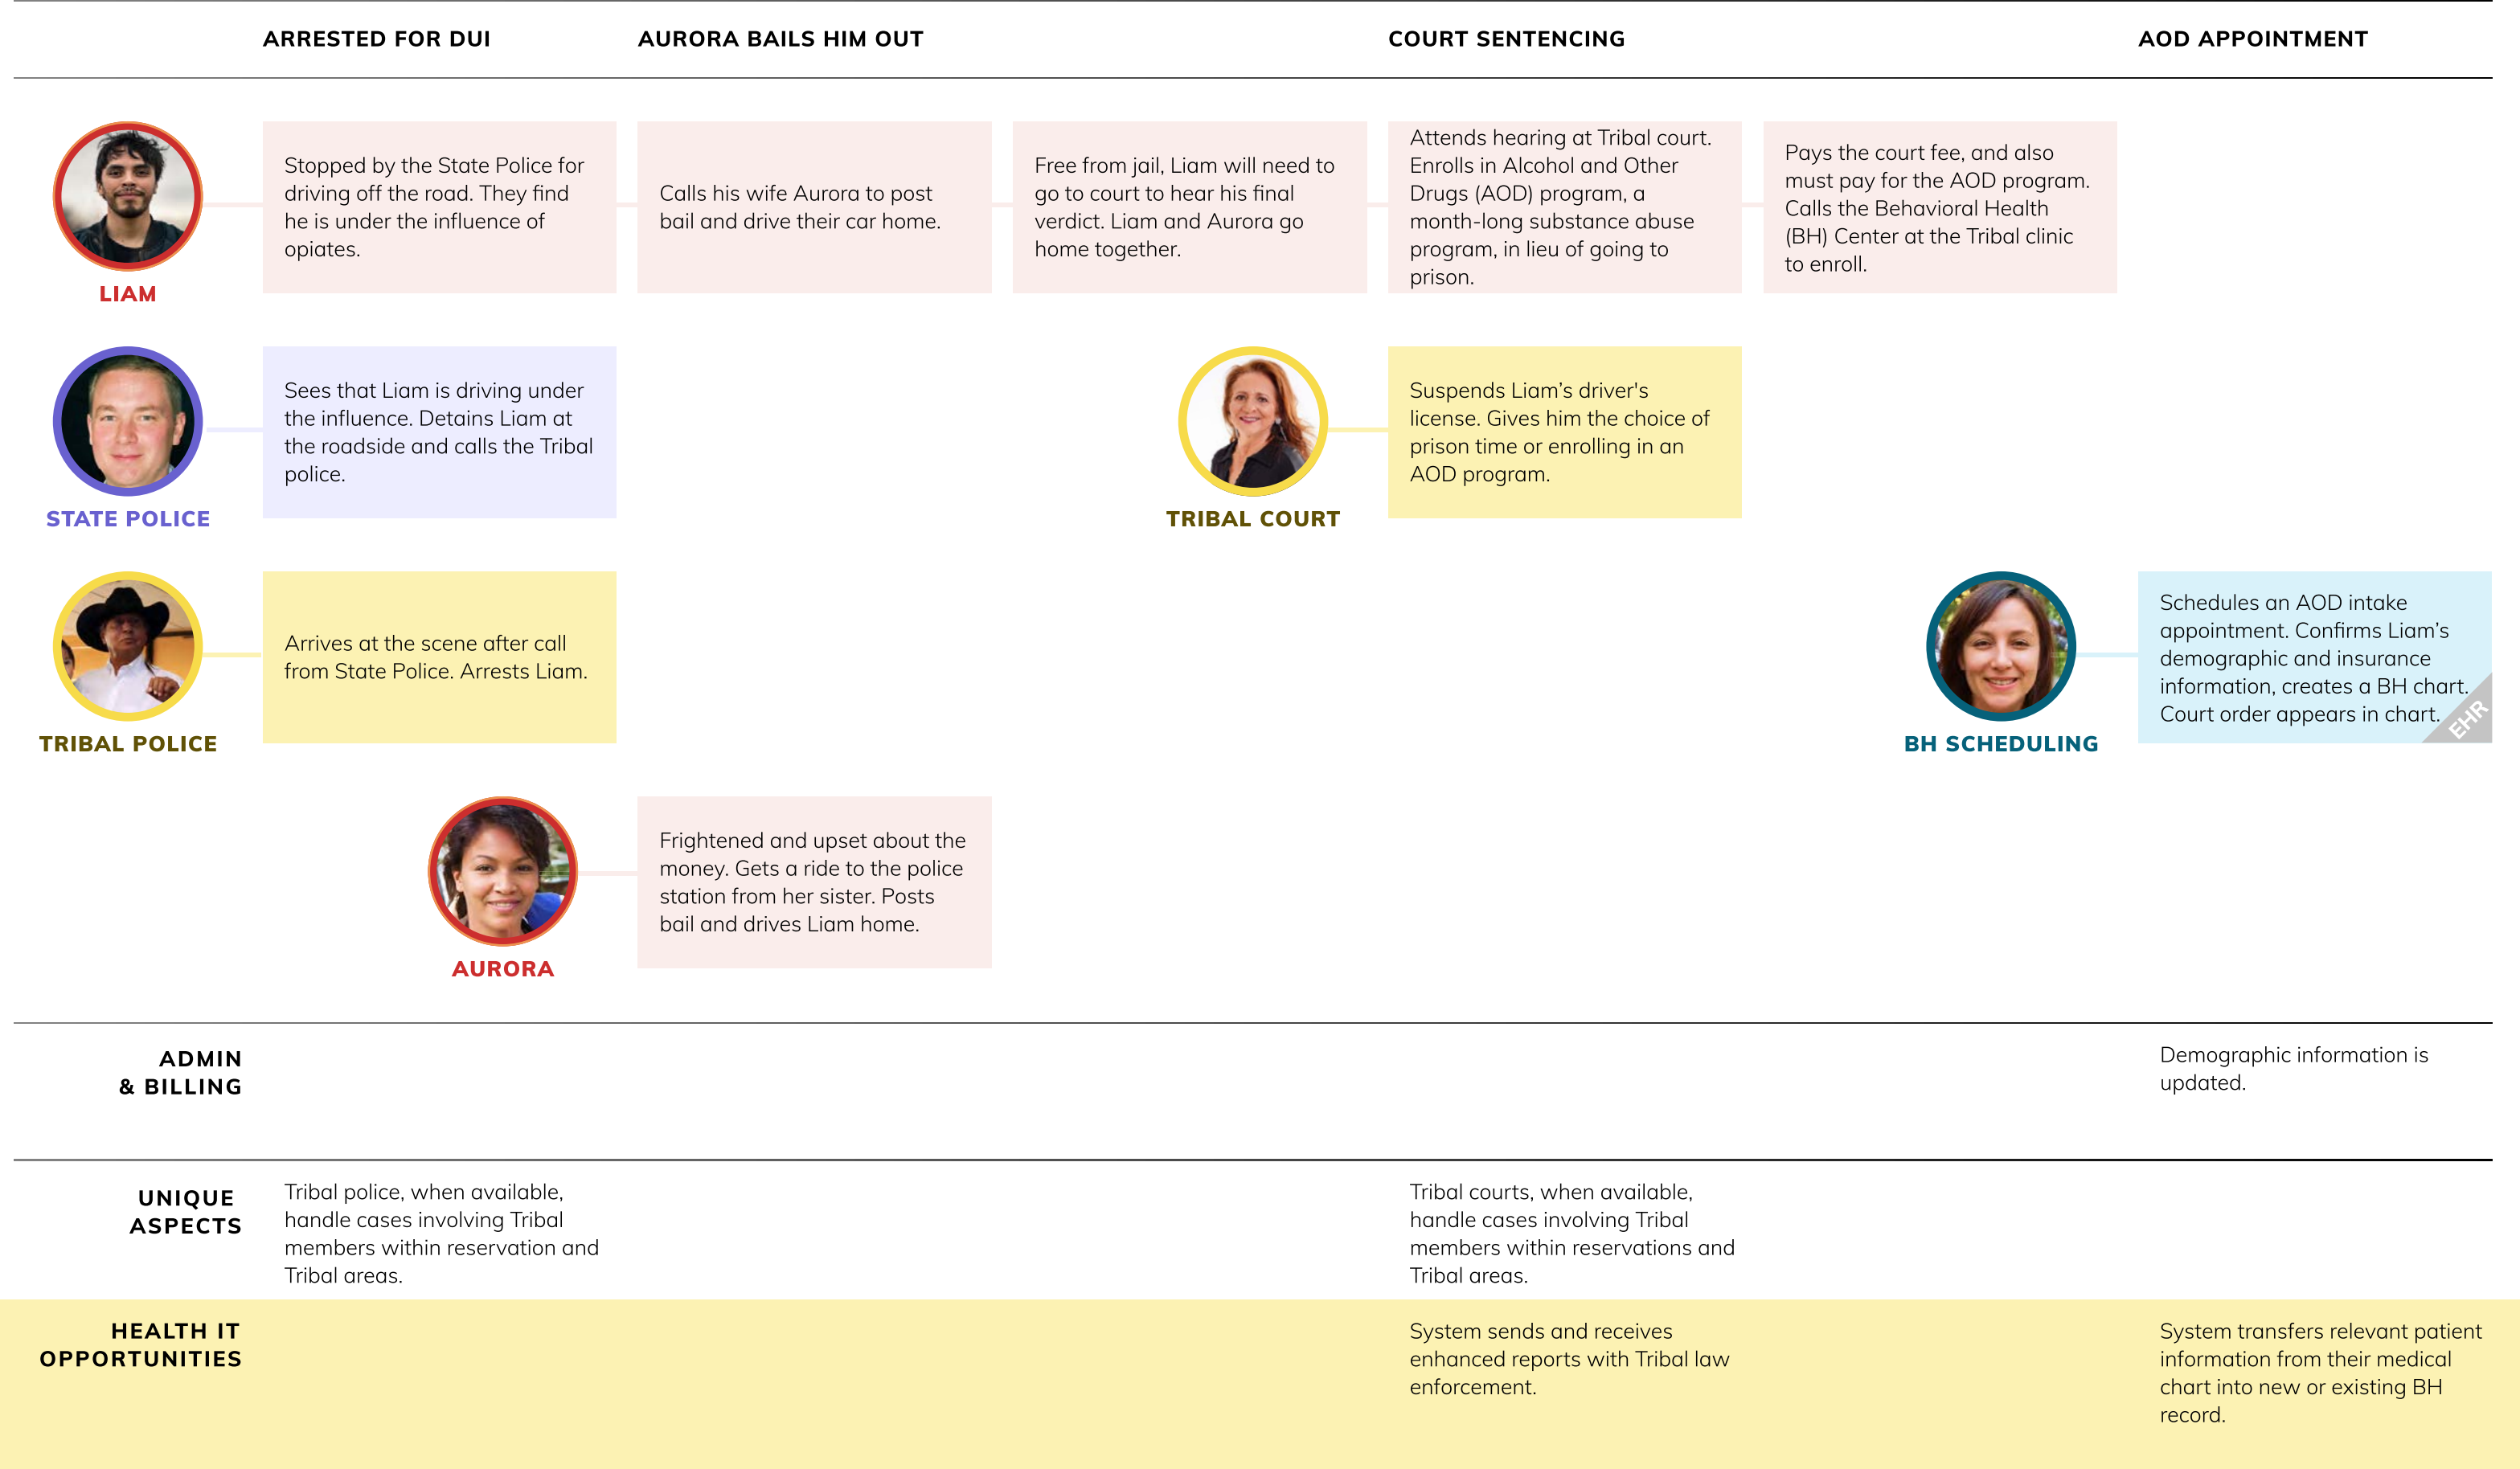 ARRESTED FOR DUI
AURORA BAILS HIM OUT
COURT SENTENCING
AOD APPOINTMENT
LIAM
Stopped by the State Police for
driving off the road. They find
he is under the influence of
opiates.
Calls his wife Aurora to post
bail and drive their car home.
Free from jail, Liam will need to
go to court to hear his final
verdict. Liam and Aurora go
home together.
Attends hearing at Tribal court.
Enrolls in Alcohol and Other
Drugs (AOD) program, a
month-long substance abuse
program, in lieu of going to
prison.
Pays the court fee, and also
must pay for the AOD program.
Calls the Behavioral Health
(BH) Center at the Tribal clinic
to enroll.
STATE POLICE
Sees that Liam is driving under
the influence. Detains Liam at
the roadside and calls the Tribal
police.
TRIBAL COURT
Suspends Liam’s driver's
license. Gives him the choice of
prison time or enrolling in an
AOD program.
TRIBAL POLICE
Arrives at the scene after call
from State Police. Arrests Liam.
BH SCHEDULING
Schedules an AOD intake
appointment. Confirms Liam’s
demographic and insurance
information, creates a BH chart.
Court order appears in chart.
EHR
AURORA
Frightened and upset about the
money. Gets a ride to the police
station from her sister. Posts
bail and drives Liam home.
ADMIN
& BILLING
Demographic information is
updated.
UNIQUE
ASPECTS
Tribal police, when available,
handle cases involving Tribal
members within reservation and
Tribal areas.
Tribal courts, when available,
handle cases involving Tribal
members within reservations and
Tribal areas.
HEALTH IT
OPPORTUNITIES
System sends and receives
enhanced reports with Tribal law
enforcement.
System transfers relevant patient
information from their medical
chart into new or existing BH
record.